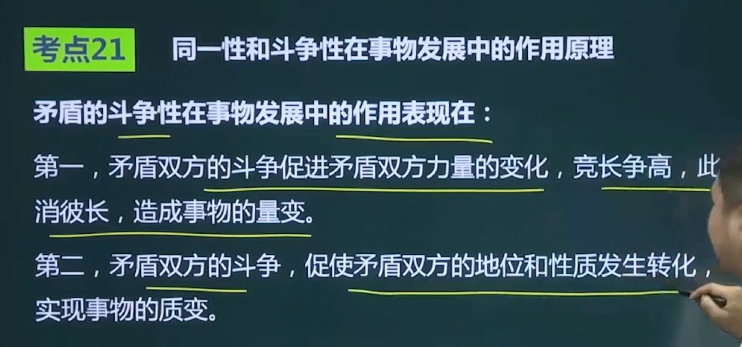 考点21 同一性和斗争性在事物发展中的作用原理
矛盾的斗争性在事物发展中的作用表现在：
第一，矛盾双方的斗争促进矛盾双方力量的变化，竞长争高，此
消彼长，造成事物的量变。
第二，矛盾双方的斗争，促使矛盾双方的地位和性质发生转化，
实现事物的质变。